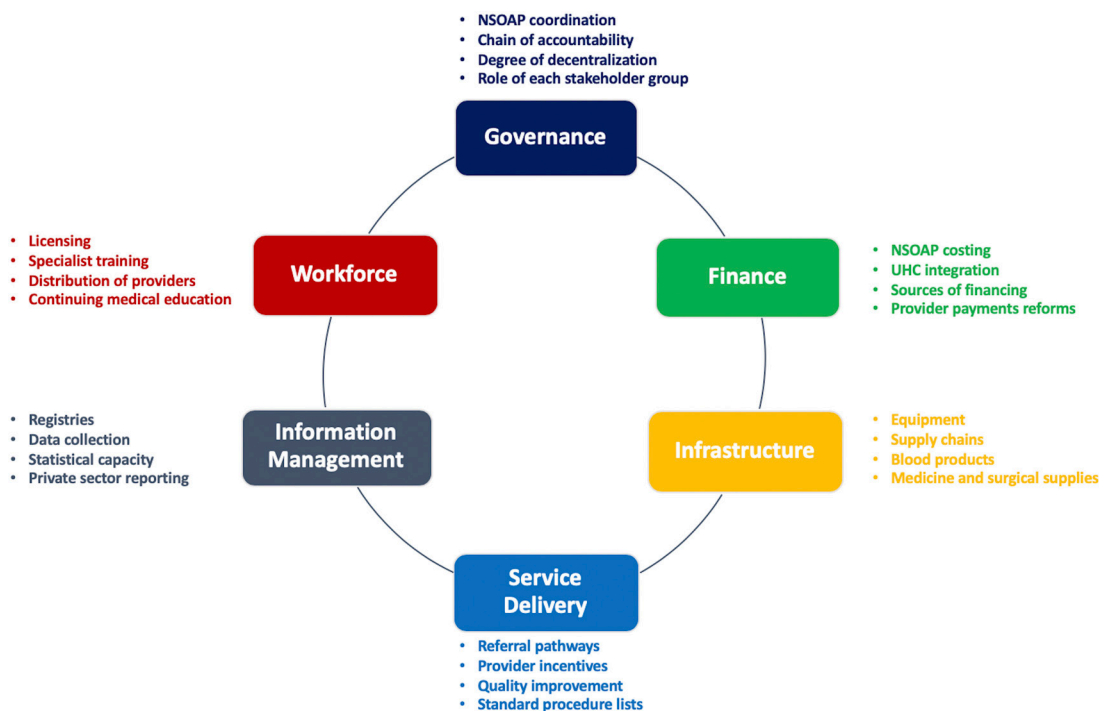 • NSOAP coordination
• Chain of accountability
• Degree of decentralization
• Role of each stakeholder group
Governance
• Licensing
• Specialist training
• Distribution of providers
• Continuing medical education
Workforce
Finance
• NSOAP costing
• UHC integration
• Sources of financing
• Provider payments reforms
• Registries
• Data collection
• Statistical capacity
• Private sector reporting
Information
Management
Infrastructure
• Equipment
• Supply chains
• Blood products
• Medicine and surgical supplies
Service
Delivery
• Referral pathways
• Provider incentives
• Quality improvement
• Standard procedure lists